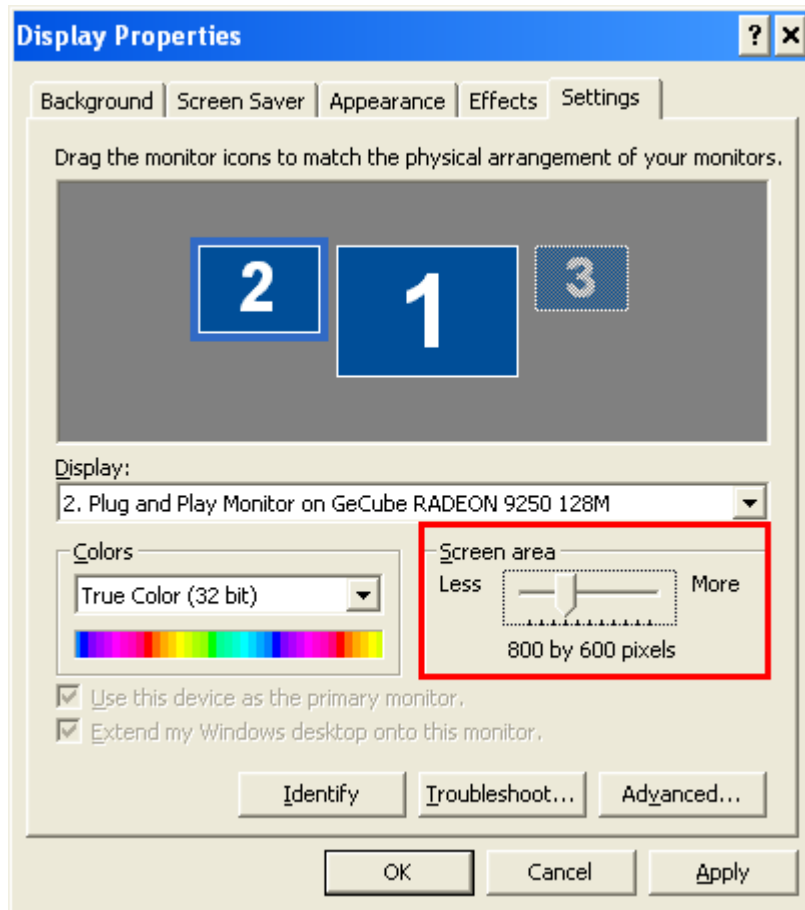 Display Properties
Background Screen Saver Appearance Effects Settings
Drag the monitor icons to match the physical arrangement of your monitors.
2 1 3
Display:
2. Plug and Play Monitor on GeCube RADEON 9250 128M
Colors
True Color (32 bit)
Screen area
Less More
800 by 600 pixels
Use this device as the primary monitor.
Extend my Windows desktop onto this monitor.
Identify Troubleshoot... Advanced...
OK Cancel Apply